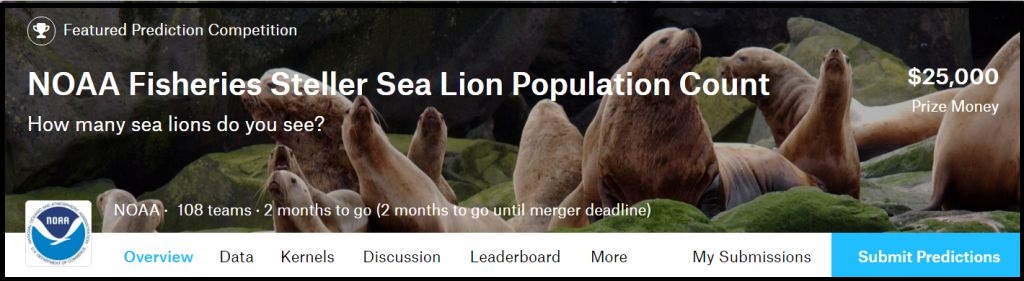 Featured Prediction Competition
NOAA Fisheries Steller Sea Lion Population Count
$25,000
Prize Money
How many sea lions do you see?
NOAA · 108 teams · 2 months to go (2 months to go until merger deadline)
NOAA
Overview Data Kernels Discussion Leaderboard More My Submissions Submit Predictions